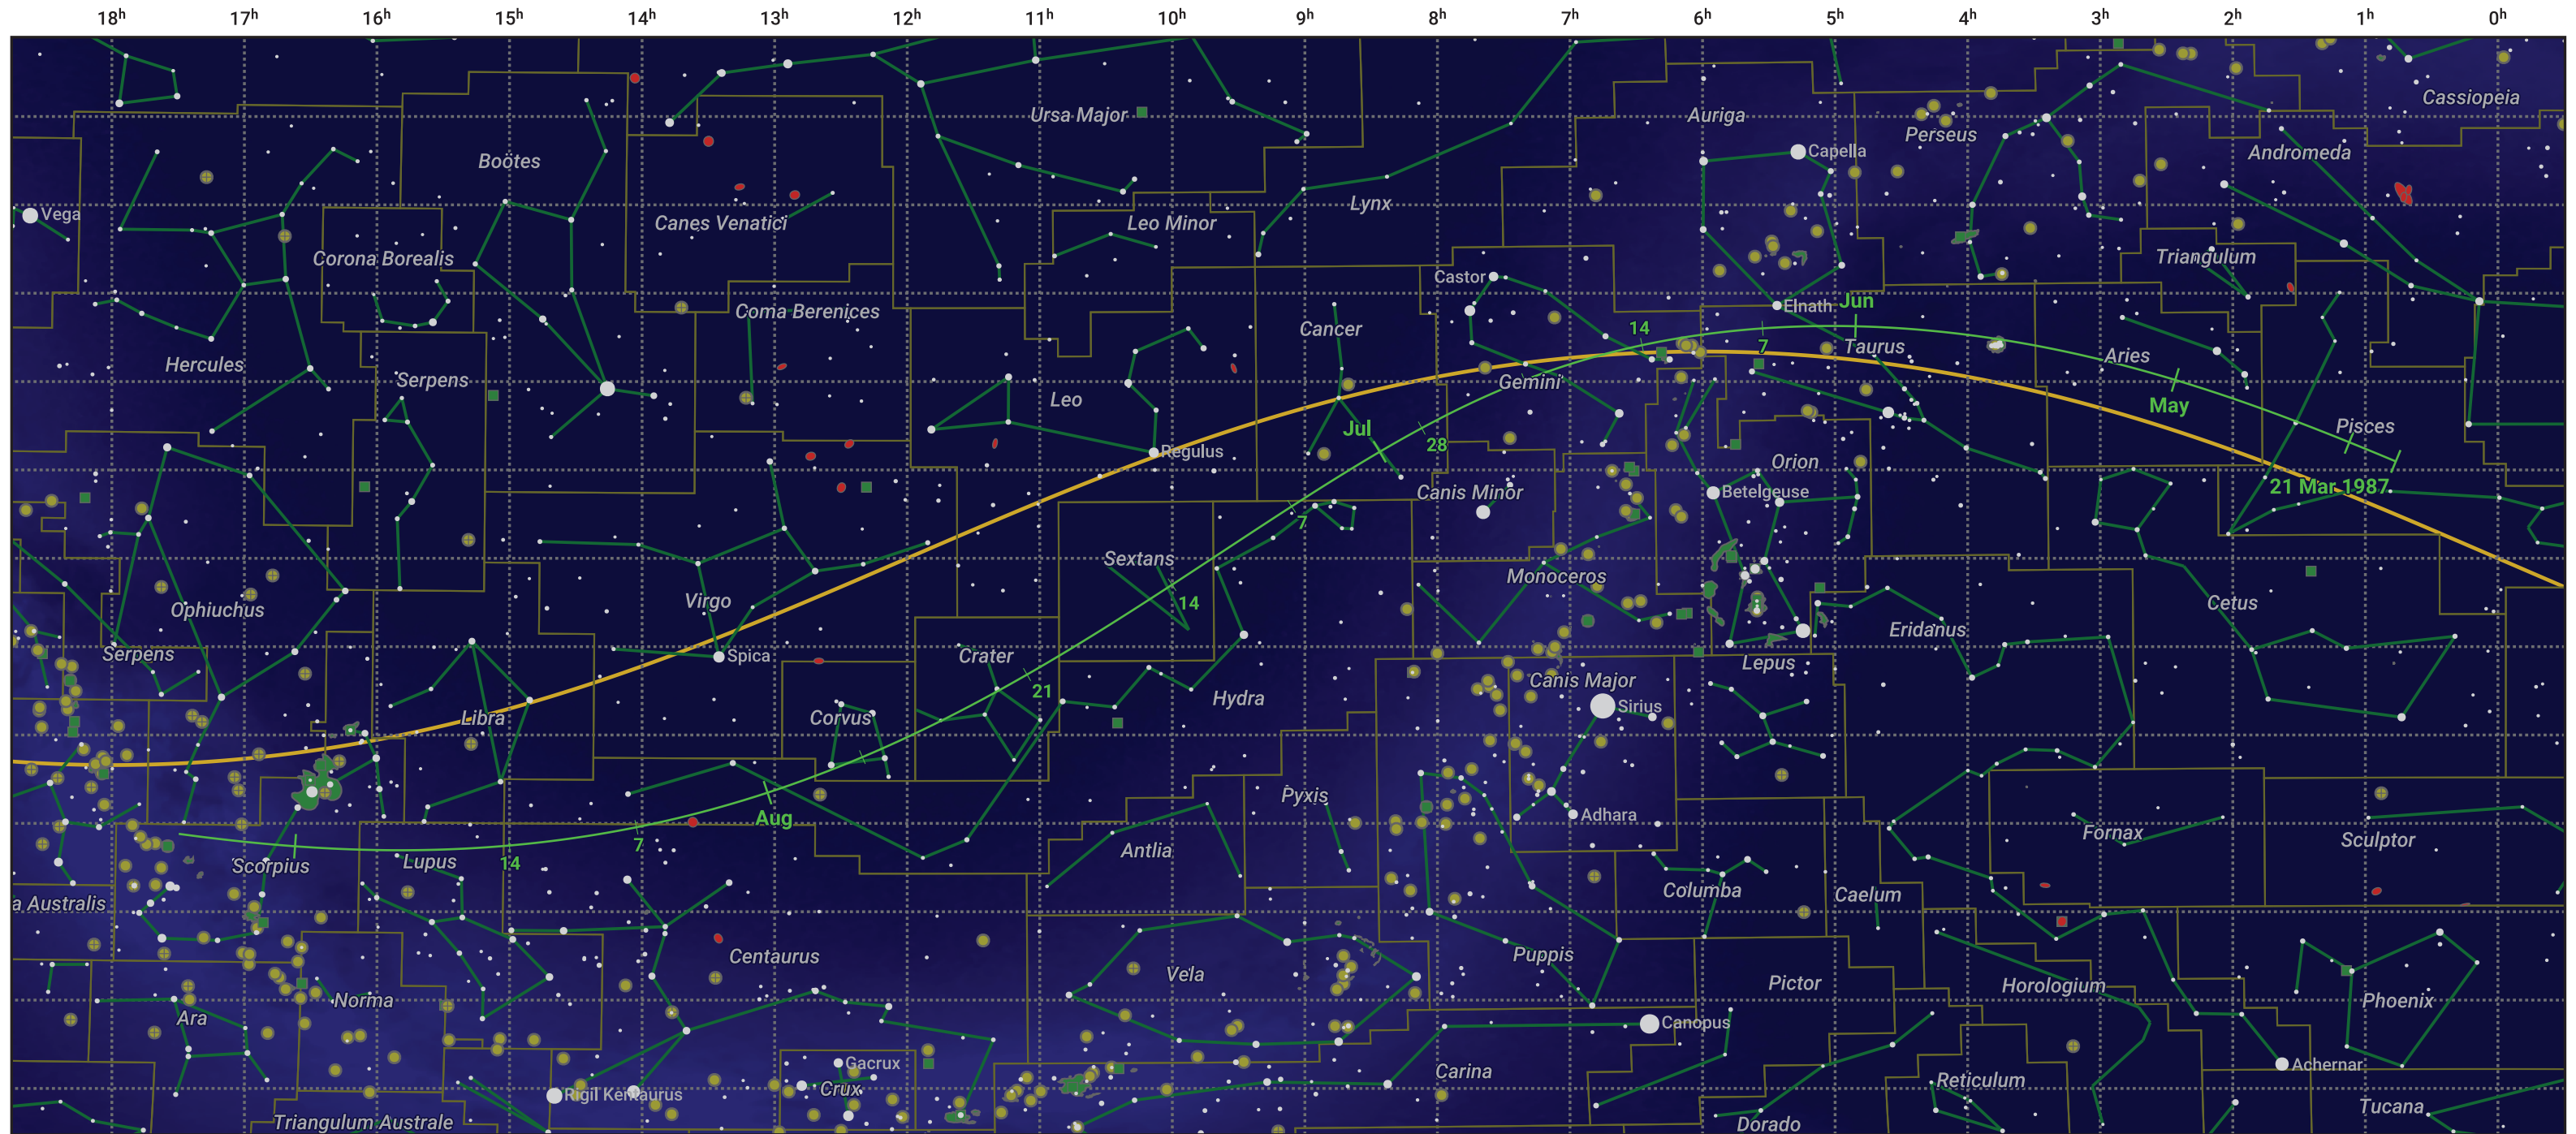 18h 17h 16h 15h 14h 13h 12h 11h 10h 9h 8h 7h 6h 5h 4h 3h 2h 1h 0h
Cassiopeia
Ursa Major
Auriga
Perseus
Capella
Andromeda
Boötes
Lynx
Vega
Canes Venatici
Leo Minor
Corona Borealis
Triangulum
Castor
Elnath
Jun
Coma Berenices
Cancer
14
7
Taurus
Aries
Hercules
Serpens
Gemini
Leo
May
Jul
28
Pisces
Regulus
Orion
21 Mar 1987
Canis Minor
Betelgeuse
7
Sextans
Monoceros
14
Virgo
Ophiuchus
Cetus
Eridanus
Serpens
Spica
Crater
Lepus
21
Canis Major
Hydra
Sirius
Libra
Corvus
Pyxis
Adhara
Aug
Fornax
Sculptor
7
Antlia
Scorpius
Lupus
14
Columba
Caelum
a Australis
Centaurus
Puppis
Vela
Pictor
Horologium
Norma
Phoenix
Ara
Canopus
Gacrux
Achernar
Carina
Reticulum
Crux
Rigil Kentaurus
Tucana
Triangulum Australe
Dorado